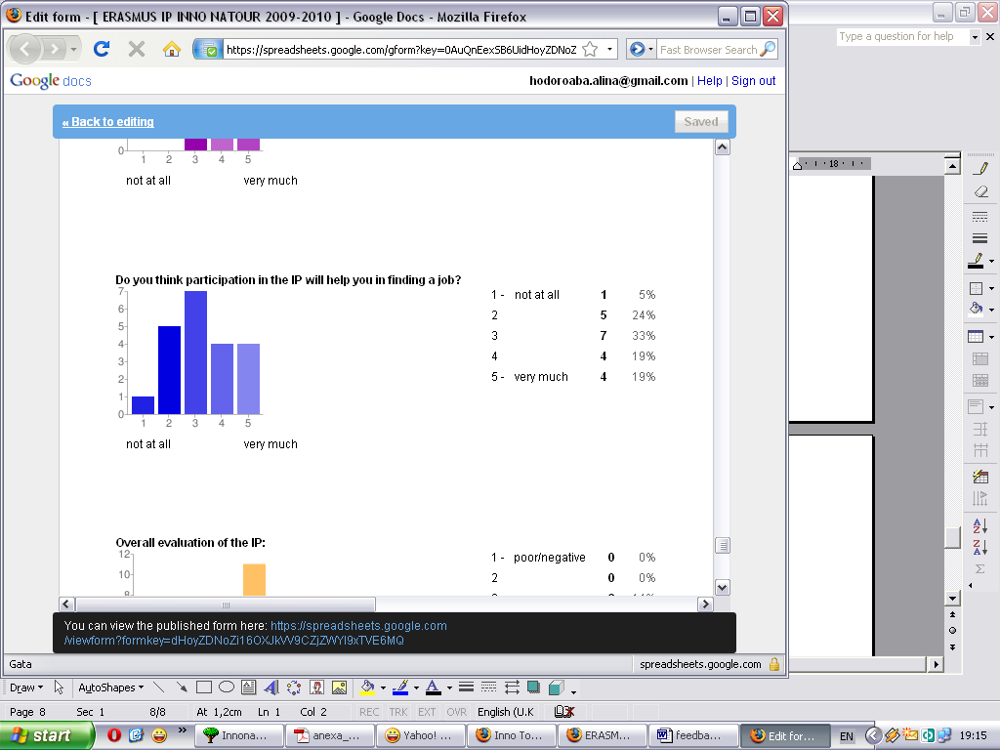 Edit form - [ ERASMUS IP INNO NATOUR 2009-2010 ] - Google Docs - Mozilla Firefox
Type a question for help
https://spreadsheets.google.com/gform?key=0AuQnEexSB6UidHoyZDNoZ
Fast Browser Search
Google docs
hodoroaba.alina@gmail.com | Help | Sign out
« Back to editing
Saved
0
1 2 3 4 5
not at all very much
18
Do you think participation in the IP will help you in finding a job?
7
6
5
4
3
2
1
0
1 2 3 4 5
not at all very much
1 - not at all 1 5%
2 5 24%
3 7 33%
4 4 19%
5 - very much 4 19%
Overall evaluation of the IP:
12
10
8
1 - poor/negative 0 0%
2 0 0%
You can view the published form here: https://spreadsheets.google.com
/viewform?formkey=dHoyZDNoZi16OXJkVV9CZjZWYl9xTVE6MQ
Gata
spreadsheets.google.com
Draw AutoShapes
Page 8 Sec 1 8/8 At 1,2cm Ln 1 Col 2 REC TRK EXT OVR English (U.K
start Innona... anexa_... Yahoo! ... Inno To... ERASM... feedba... Edit for... EN 19:15